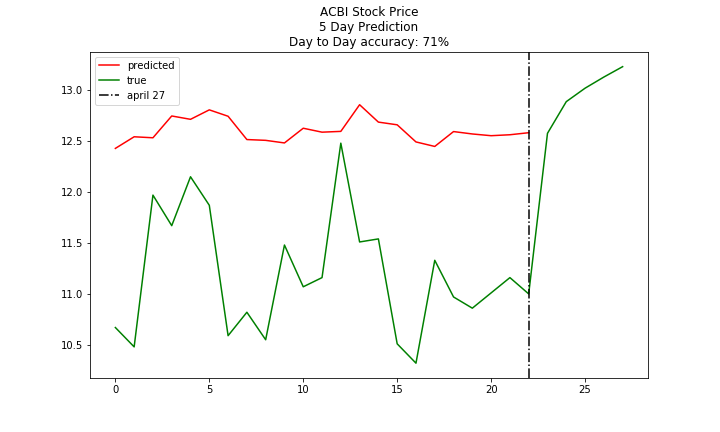 ACBI Stock Price
5 Day Prediction
Day to Day accuracy: 71%
predicted
true
april 27
13.0
12.5
12.0
11.5
11.0
10.5
0 5 10 15 20 25